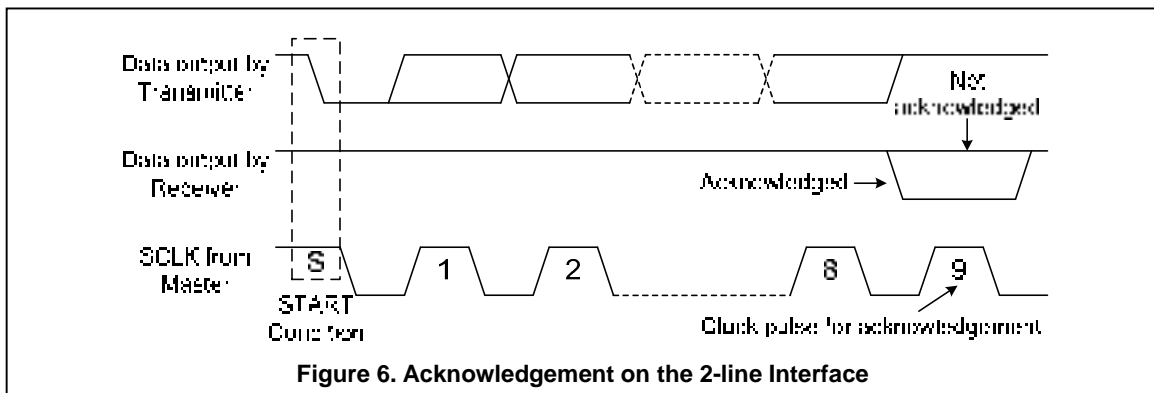 Data output by
Transmitter
Not
acknowledged
Data output by
Receiver
Acknowledged
SCLK from
Master
S
1
2
8
9
START
Condition
Clock pulse for acknowledgement
Figure 6. Acknowledgement on the 2-line Interface